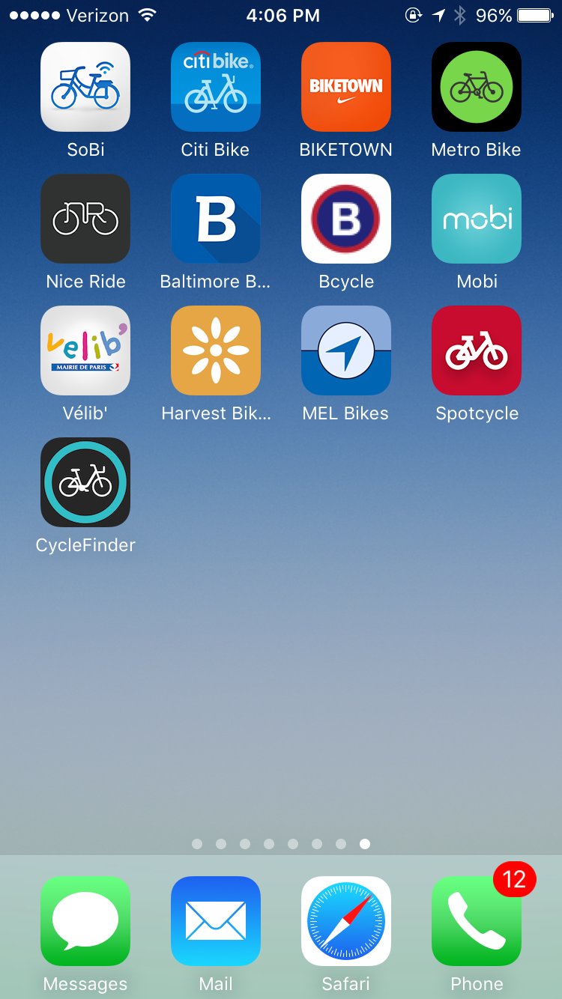 Verizon 4:06 PM 96%
citi bike®
BIKETOWN
SoBi Citi Bike BIKETOWN Metro Bike
B B mobi
Nice Ride Baltimore B... Bcycle Mobi
velib'
MAIRIE DE PARIS
Vélib' Harvest Bik... MEL Bikes Spotcycle
CycleFinder
12
Messages Mail Safari Phone